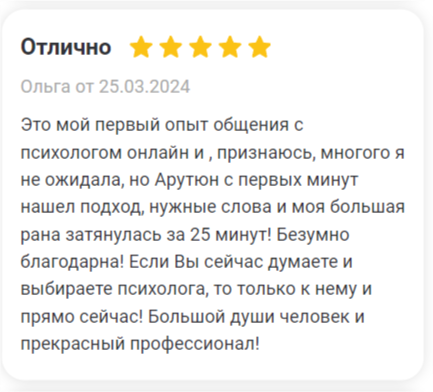 Отлично
Ольга от 25.03.2024
Это мой первый опыт общения с
психологом онлайн и , признаюсь, многого я
не ожидала, но Арутюн с первых минут
нашел подход, нужные слова и моя большая
рана затянулась за 25 минут! Безумно
благодарна! Если Вы сейчас думаете и
выбираете психолога, то только к нему и
прямо сейчас! Большой души человек и
прекрасный профессионал!